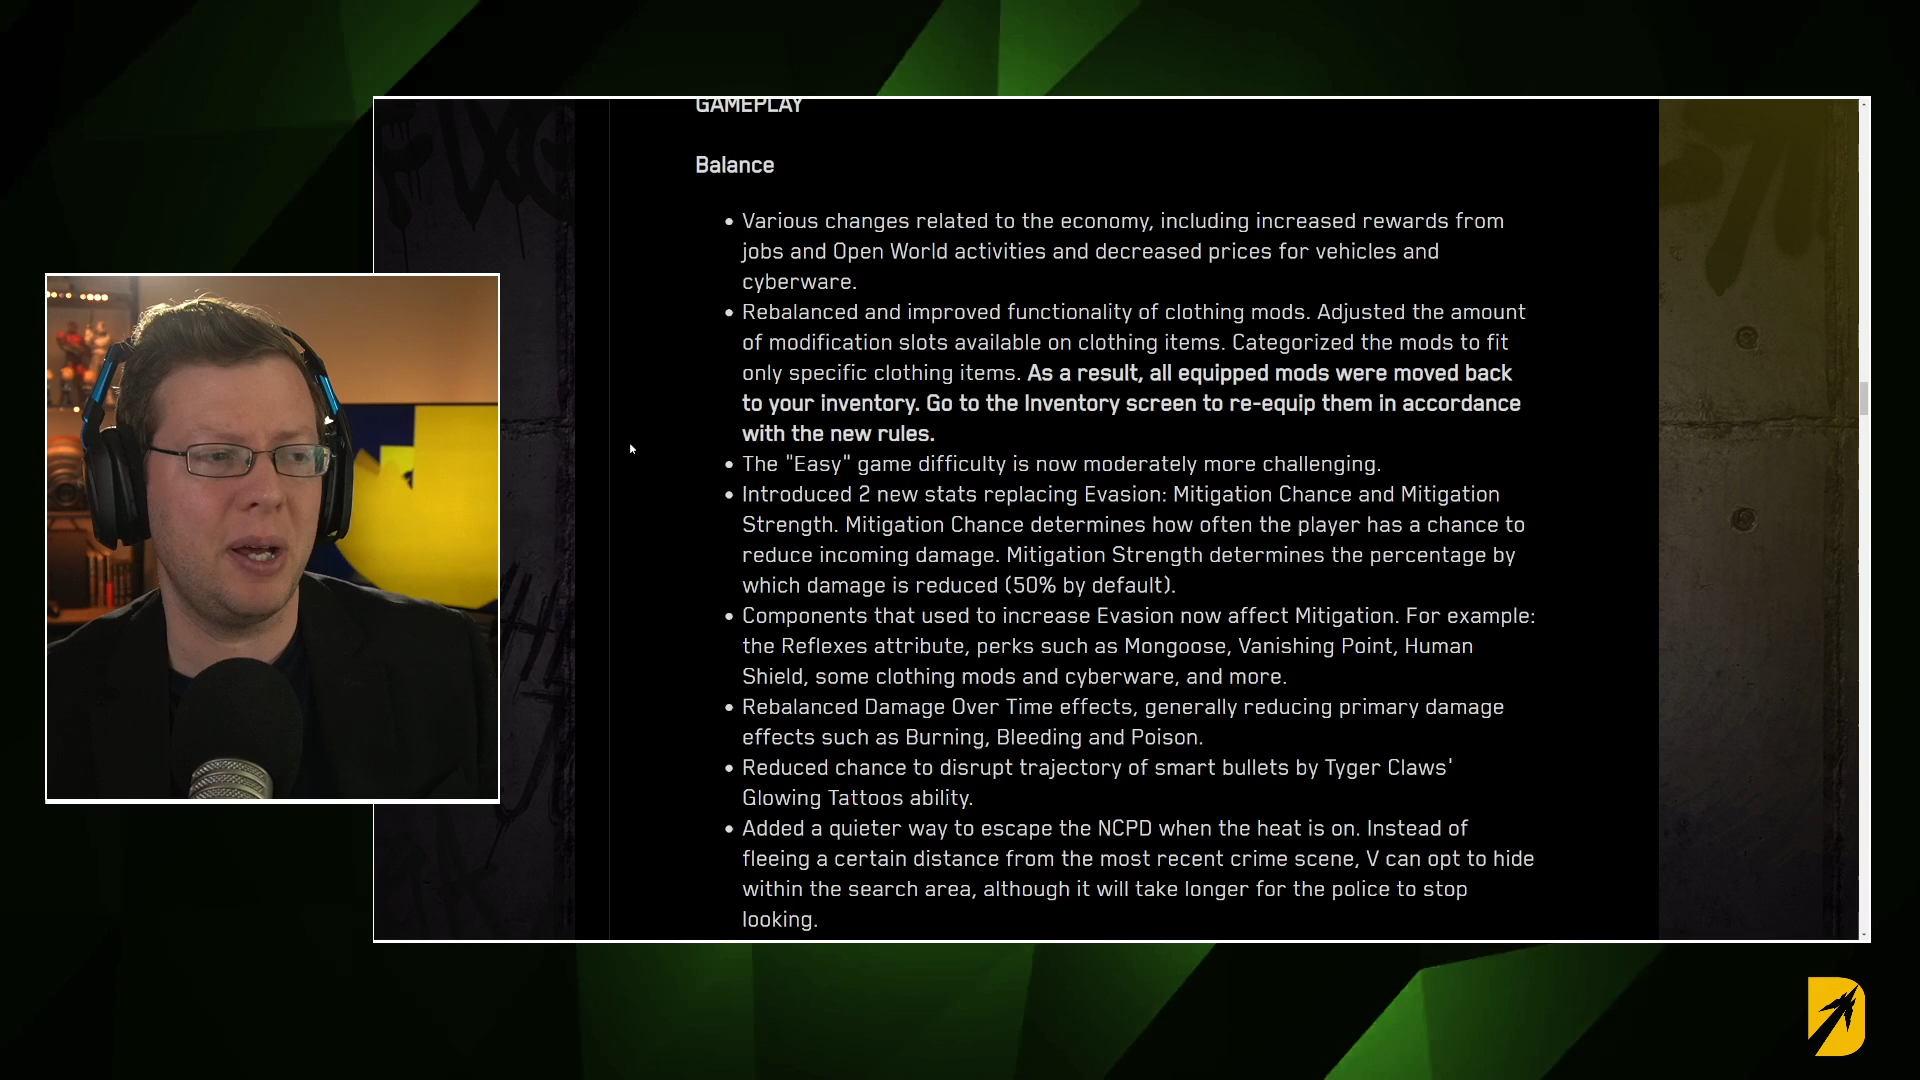 GAMEPLAY
Balance
• Various changes related to the economy, including increased rewards from
jobs and Open World activities and decreased prices for vehicles and
cyberware.
• Rebalanced and improved functionality of clothing mods. Adjusted the amount
of modification slots available on clothing items. Categorized the mods to fit
only specific clothing items. As a result, all equipped mods were moved back
to your inventory. Go to the Inventory screen to re-equip them in accordance
with the new rules.
• The "Easy" game difficulty is now moderately more challenging.
• Introduced 2 new stats replacing Evasion: Mitigation Chance and Mitigation
Strength. Mitigation Chance determines how often the player has a chance to
reduce incoming damage. Mitigation Strength determines the percentage by
which damage is reduced (50% by default).
• Components that used to increase Evasion now affect Mitigation. For example:
the Reflexes attribute, perks such as Mongoose, Vanishing Point, Human
Shield, some clothing mods and cyberware, and more.
• Rebalanced Damage Over Time effects, generally reducing primary damage
effects such as Burning, Bleeding and Poison.
• Reduced chance to disrupt trajectory of smart bullets by Tyger Claws'
Glowing Tattoos ability.
• Added a quieter way to escape the NCPD when the heat is on. Instead of
fleeing a certain distance from the most recent crime scene, V can opt to hide
within the search area, although it will take longer for the police to stop
looking.